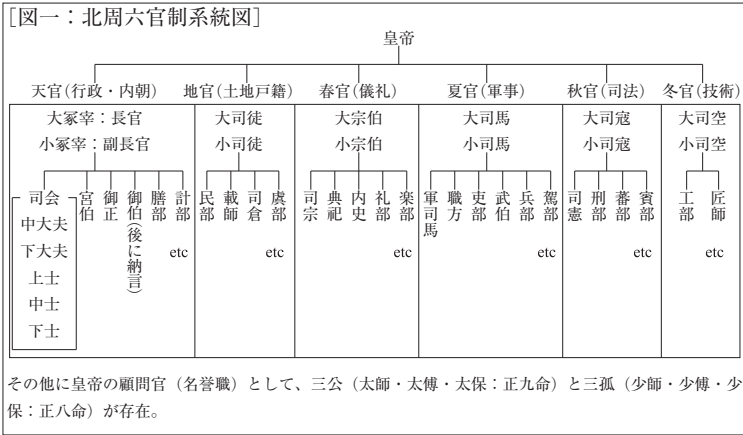 [図一：北周六官制系統図]
皇帝
天官(行政・内朝) 地官(土地戸籍) 春官(儀礼) 夏官(軍事) 秋官(司法) 冬官(技術)
大冢宰：長官 大司徒 大宗伯 大司馬 大司寇 大司空
小冢宰：副長官 小司徒 小宗伯 小司馬 小司寇 小司空
司会
中大夫
下大夫
上士
中士
下士
宮伯
御正
御伯(後に納言)
膳部
計部
etc
民部
載師
司倉
虞部
etc
司宗
典祀
内史
礼部
楽部
etc
軍司馬
職方
吏部
武伯
兵部
駕部
etc
司憲
刑部
蕃部
賓部
etc
工部
匠師
etc
その他に皇帝の顧問官（名誉職）として、三公（太師・太傅・太保：正九命）と三孤（少師・少傅・少
保：正八命）が存在。